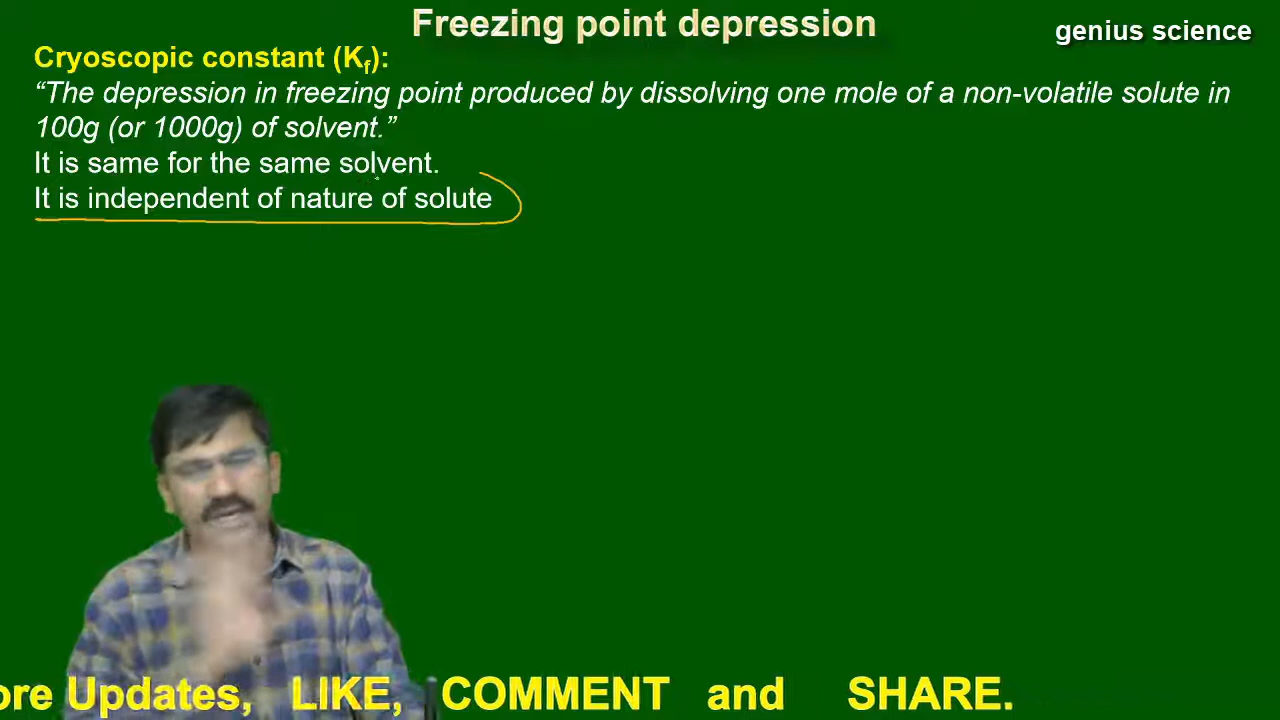 Freezing point depression
genius science
Cryoscopic constant (Kf):
“The depression in freezing point produced by dissolving one mole of a non-volatile solute in
100g (or 1000g) of solvent.”
It is same for the same solvent.
It is independent of nature of solute
Updates, LIKE, COMMENT and SHARE.